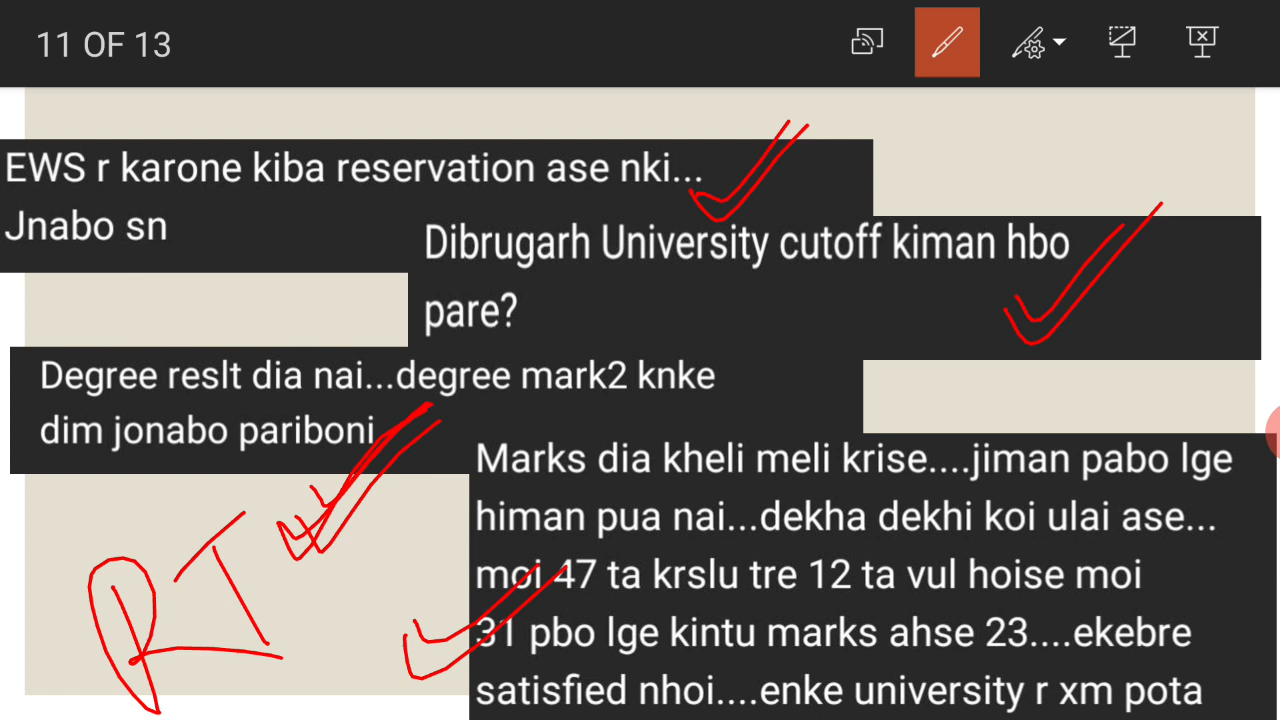 11 OF 13
EWS r karone kiba reservation ase nki...
Jnabo sn
Dibrugarh University cutoff kiman hbo
pare?
Degree reslt dia nai...degree mark2 knke
dim jonabo pariboni
Marks dia kheli meli krise....jiman pabo lge
himan pua nai...dekha dekhi koi ulai ase...
moi 47 ta krslu tre 12 ta vul hoise moi
31 pbo lge kintu marks ahse 23....ekebre
satisfied nhoi....enke university r xm pota
RT